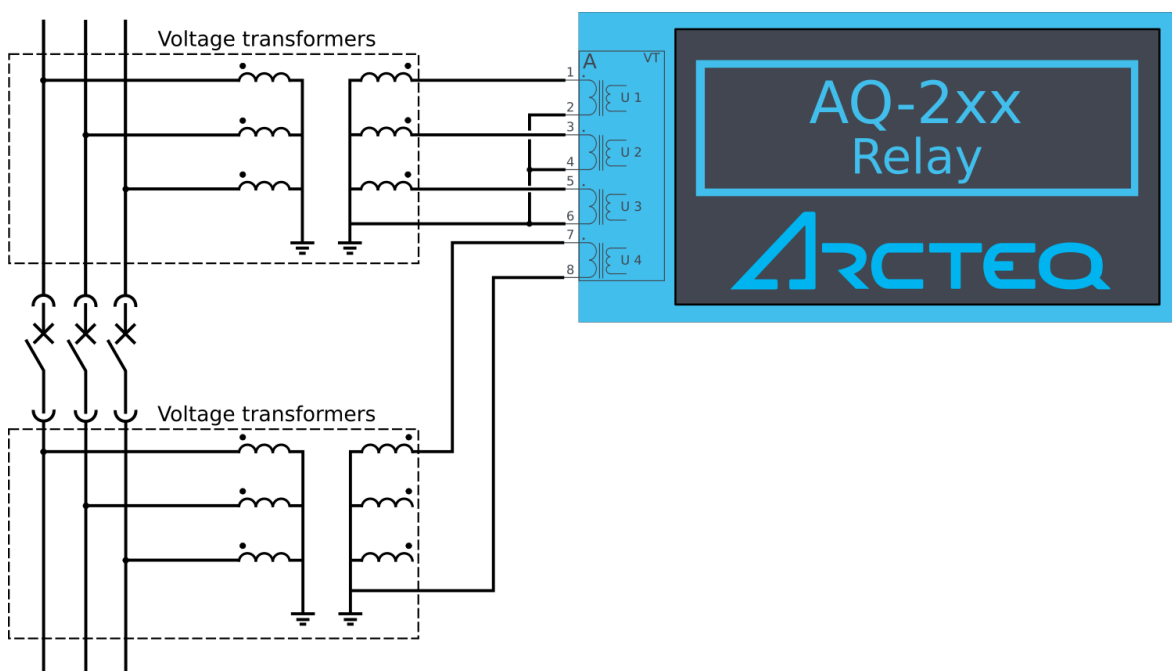 Voltage transformers
A
VT
1
U 1
2
3
U 2
4
5
U 3
6
7
U 4
8
AQ-2xx
Relay
ARCTEQ
Voltage transformers